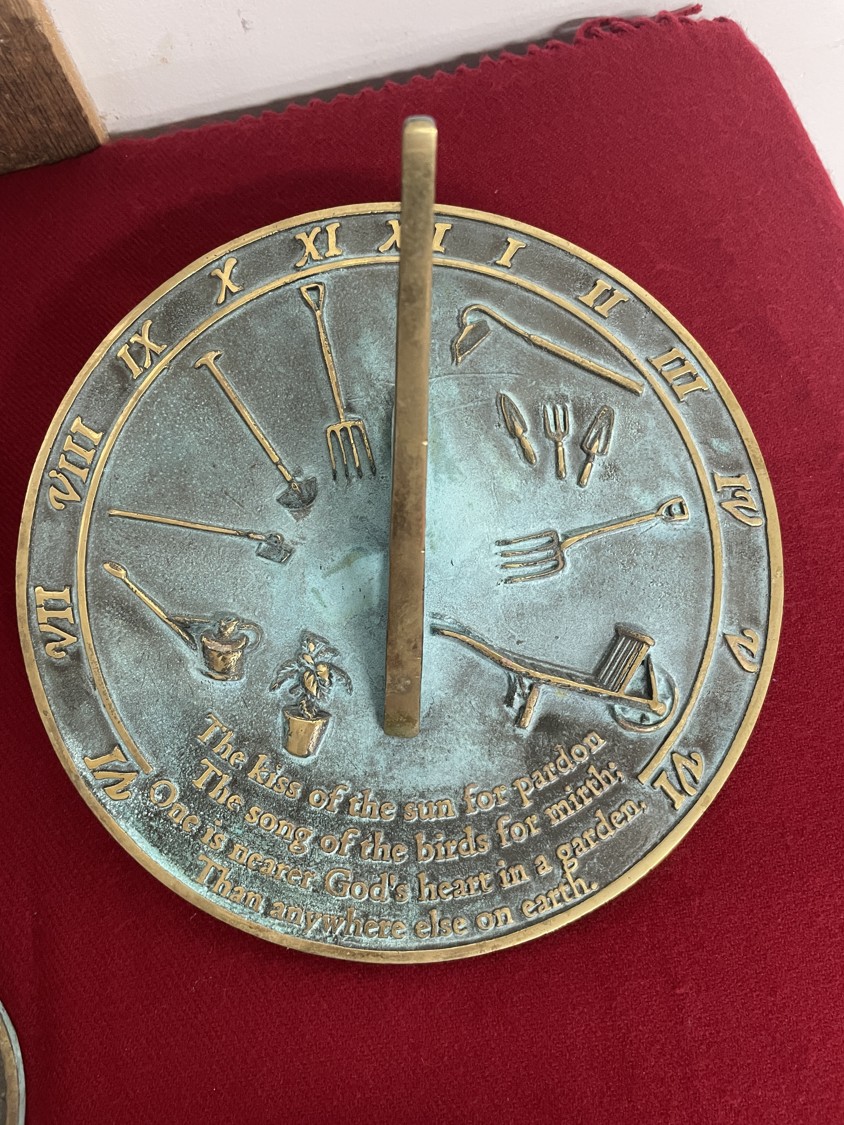 VI VII VIII IX X XI XII I II III IV V VI
The kiss of the sun for pardon
The song of the birds for mirth;
One is nearer God's heart in a garden,
Than anywhere else on earth.